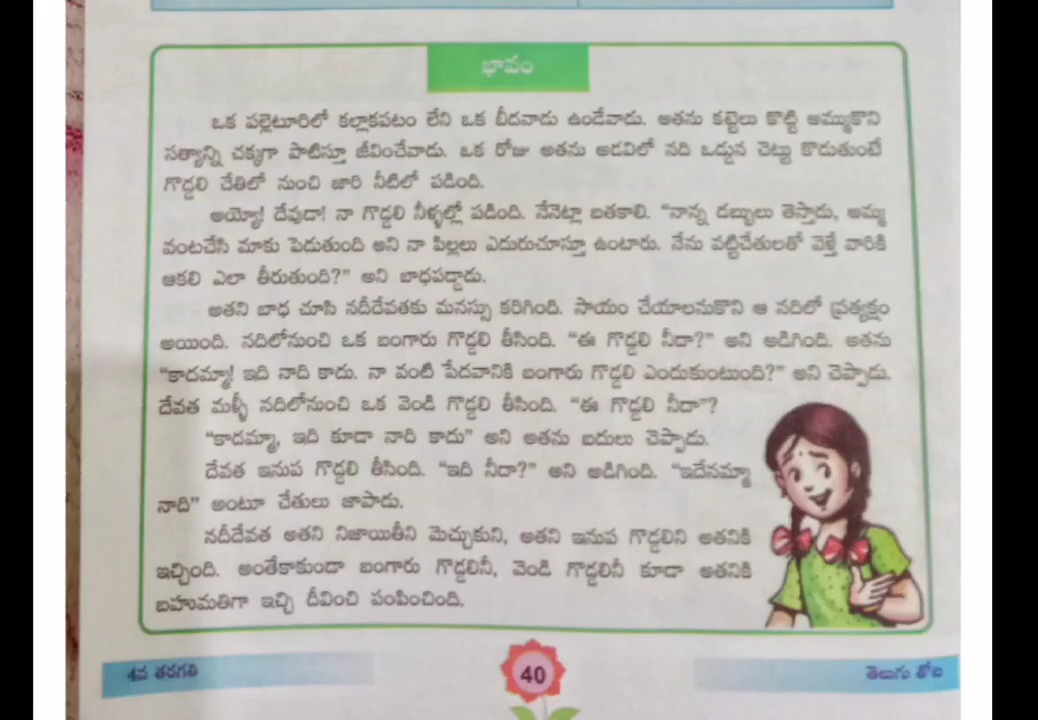 భావం
ఒక పల్లెటూరిలో కల్లాకపటం లేని ఒక బీదవాడు ఉండేవాడు. అతను కట్టెలు కొట్టి అమ్ముకొని
సత్యాన్ని చక్కగా పాటిస్తూ జీవించేవాడు. ఒక రోజు అతను అడవిలో నది ఒడ్డున చెట్టు కొడుతుంటే
గొడ్డలి చేతిలో నుంచి జారి నీటిలో పడింది.
అయ్యో! దేవుడా! నా గొడ్డలి నీళ్ళల్లో పడింది. నేనెట్లా బతకాలి. “నాన్న డబ్బులు తెస్తాడు, అమ్మ
వంటచేసి మాకు పెడుతుంది అని నా పిల్లలు ఎదురుచూస్తూ ఉంటారు. నేను వట్టిచేతులతో వెళ్తే వారికి
ఆకలి ఎలా తీరుతుంది?” అని బాధపడ్డాడు.
అతని బాధ చూసి నదీదేవతకు మనస్సు కరిగింది. సాయం చేయాలనుకొని ఆ నదిలో ప్రత్యక్షం
అయింది. నదిలోనుంచి ఒక బంగారు గొడ్డలి తీసింది. “ఈ గొడ్డలి నీదా?” అని అడిగింది. అతను
“కాదమ్మా! ఇది నాది కాదు. నా వంటి పేదవానికి బంగారు గొడ్డలి ఎందుకుంటుంది?” అని చెప్పాడు.
దేవత మళ్ళీ నదిలోనుంచి ఒక వెండి గొడ్డలి తీసింది. “ఈ గొడ్డలి నీదా”?
“కాదమ్మా, ఇది కూడా నాది కాదు” అని అతను బదులు చెప్పాడు.
దేవత ఇనుప గొడ్డలి తీసింది. “ఇది నీదా?” అని అడిగింది. “ఇదేనమ్మా
నాది” అంటూ చేతులు జాపాడు.
నదీదేవత అతని నిజాయితీని మెచ్చుకుని, అతని ఇనుప గొడ్డలిని అతనికి
ఇచ్చింది. అంతేకాకుండా బంగారు గొడ్డలినీ, వెండి గొడ్డలినీ కూడా అతనికి
బహుమతిగా ఇచ్చి దీవించి పంపించింది.
4వ తరగతి
40
తెలుగు తోట